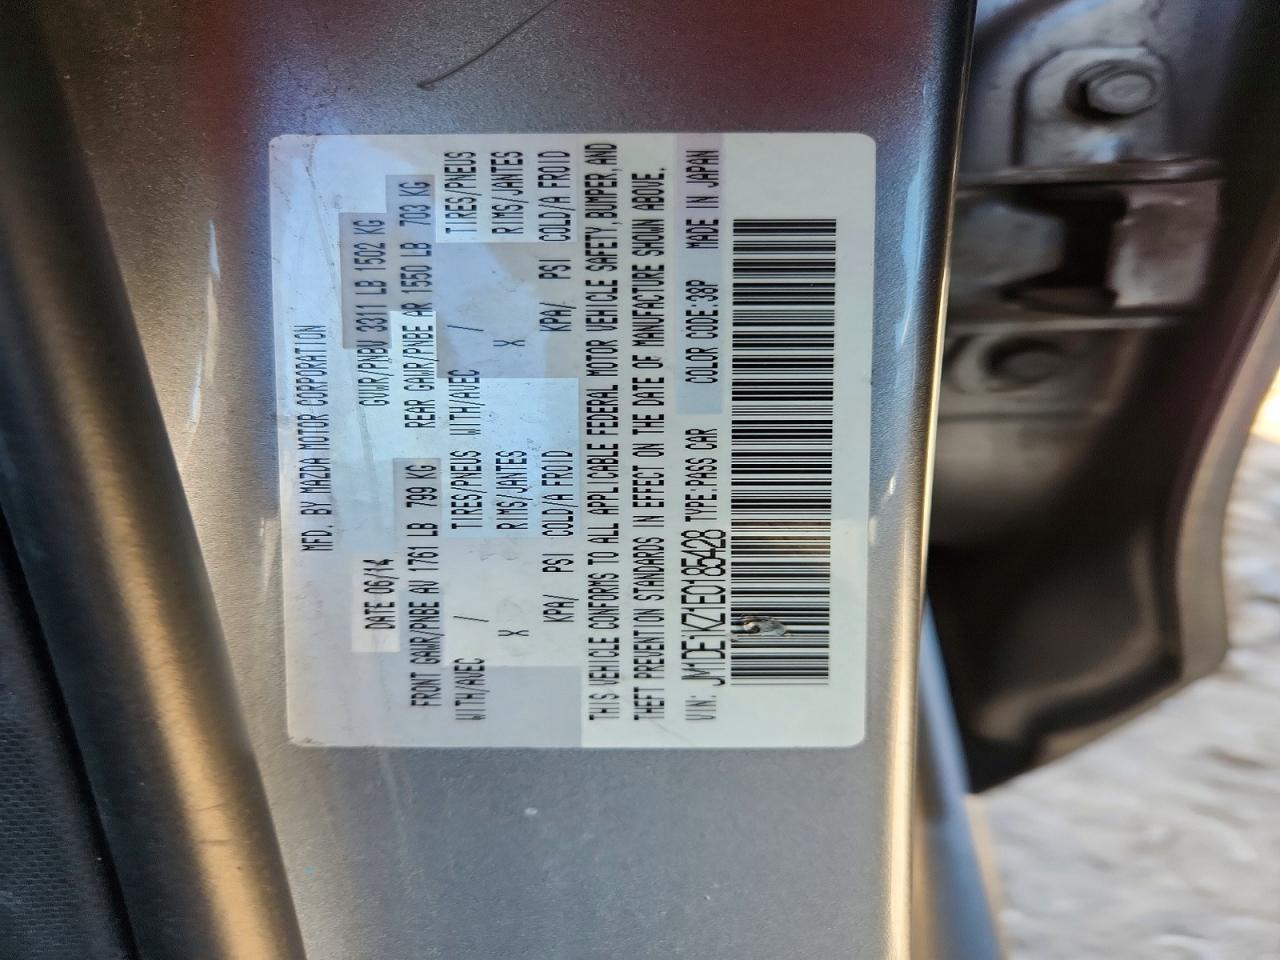 MFD. BY MAZDA MOTOR CORPORATION
DATE 06/14 GVWR/PNBV 3311 LB 1502 KG
FRONT GAWR/PNBE AV 1761 LB 799 KG REAR GAWR/PNBE AR 1550 LB 703 KG
WITH/AVEC / TIRES/PNEUS WITH/AVEC / TIRES/PNEUS
X RIMS/JANTES X RIMS/JANTES
KPA/ PSI COLD/A FROID KPA/ PSI COLD/A FROID
THIS VEHICLE CONFIRMS TO ALL APPLICABLE FEDERAL MOTOR VEHICLE SAFETY,BUMPER,AND
THEFT PREVENTION STANDARDS IN EFFECT ON THE DATE OF MANUFACTURE SHOWN ABOVE.
VIN: JM1DE1KZ1E0185428 TYPE:PASS CAR COLOR CODE:38P MADE IN JAPAN